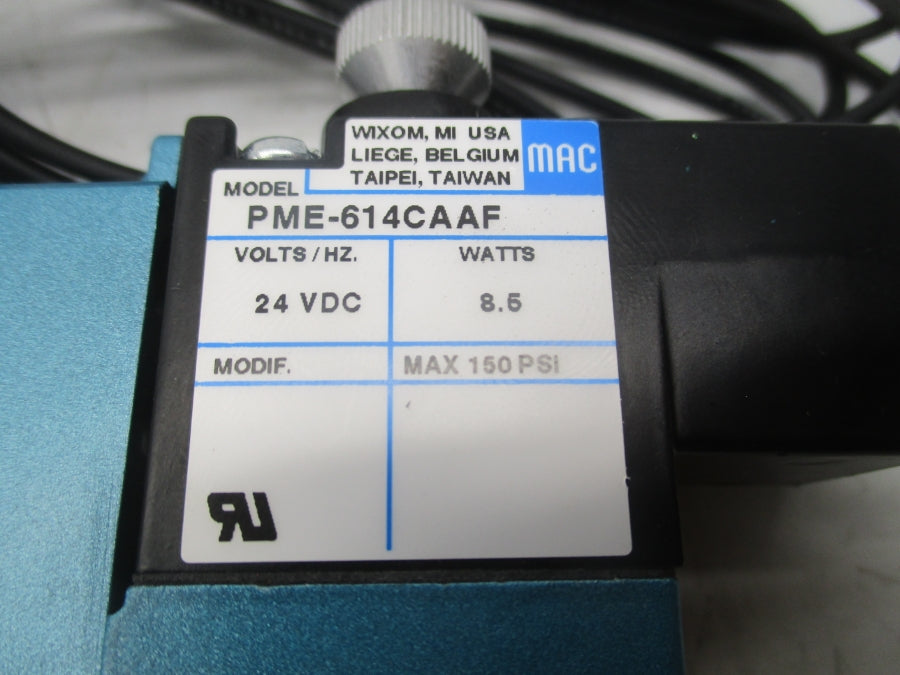 WIXOM, MI USA
LIEGE, BELGIUM
TAIPEI, TAIWAN
MAC
MODEL
PME-614CAAF
VOLTS / HZ.
WATTS
24 VDC
8.5
MODIF.
MAX 150 PSI
RU